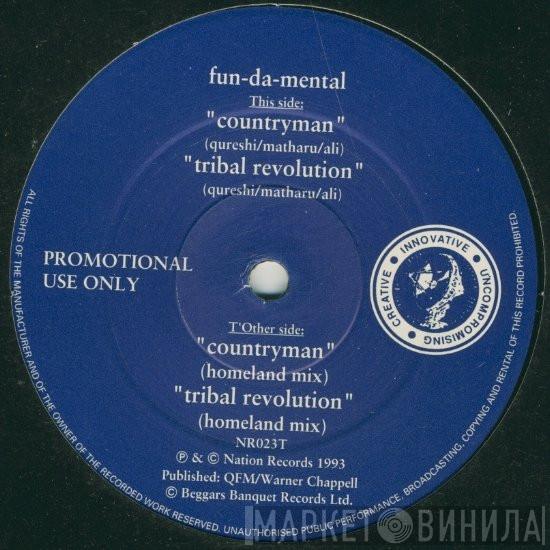 fun-da-mental
This side:
"countryman"
(qureshi/matharu/ali)
"tribal revolution"
(qureshi/matharu/ali)
PROMOTIONAL
USE ONLY
CREATIVE • INNOVATIVE • UNCOMPROMISING •
T'Other side:
"countryman"
(homeland mix)
"tribal revolution"
(homeland mix)
NR023T
℗ & © Nation Records 1993
Published: QFM/Warner Chappell
© Beggars Banquet Records Ltd.
ALL RIGHTS OF THE MANUFACTURER AND OF THE OWNER OF THE RECORDED WORK RESERVED. UNAUTHORISED PUBLIC PERFORMANCE, BROADCASTING, COPYING AND RENTAL OF THIS RECORD PROHIBITED.
МАРКЕТ ВИНИЛА